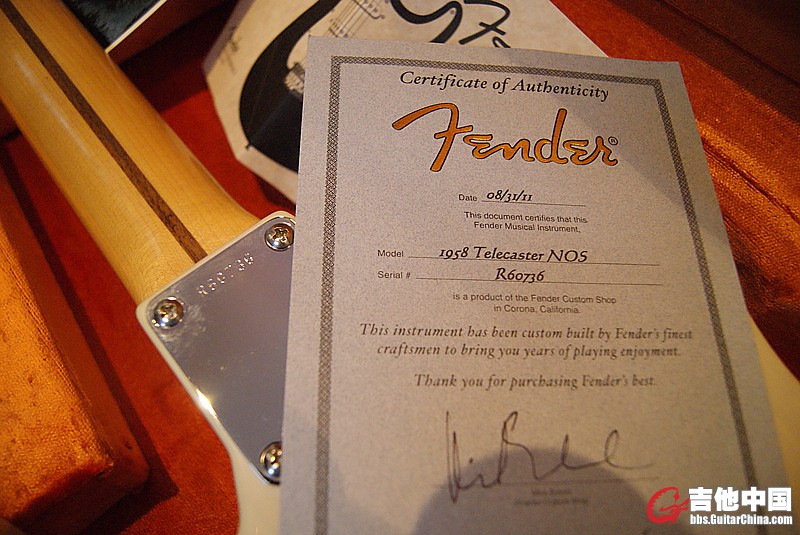 Certificate of Authenticity
Fender®
Date 08/31/11
This document certifies that this
Fender Musical Instrument,
Model 1958 Telecaster NOS
Serial # R60736
is a product of the Fender Custom Shop
in Corona, California.
This instrument has been custom built by Fender's finest
craftsmen to bring you years of playing enjoyment.
Thank you for purchasing Fender's best.
R60736
吉他中国
bbs.GuitarChina.com